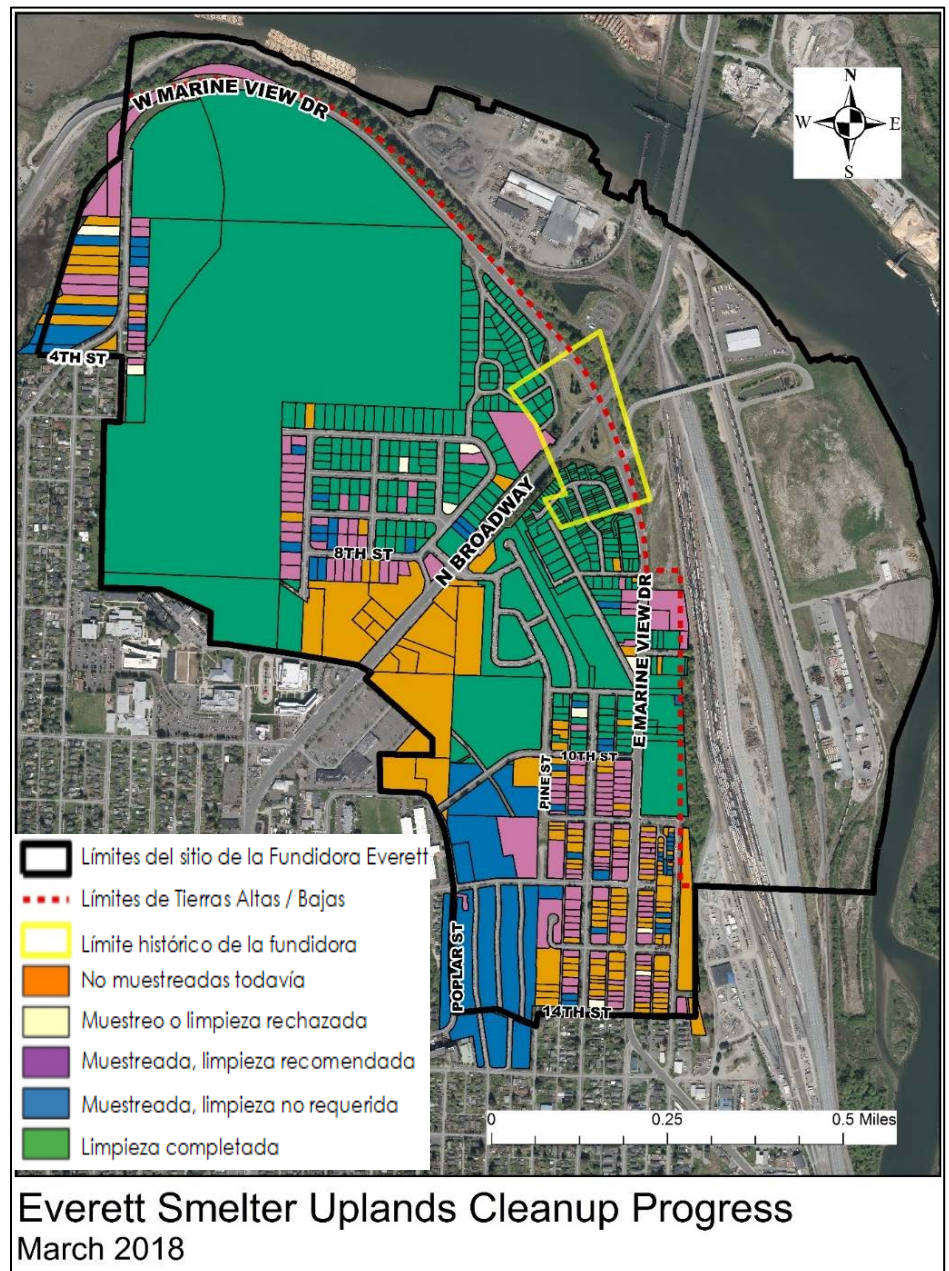 W MARINE VIEW DR
N
W E
S
4TH ST
8TH ST
N BROADWAY
E MARINE VIEW DR
10TH ST
PINE ST
POPLAR ST
14TH ST
Límites del sitio de la Fundidora Everett
Límites de Tierras Altas / Bajas
Límite histórico de la fundidora
No muestreadas todavía
Muestreo o limpieza rechazada
Muestreada, limpieza recomendada
Muestreada, limpieza no requerida
Limpieza completada
0 0.25 0.5 Miles
Everett Smelter Uplands Cleanup Progress
March 2018